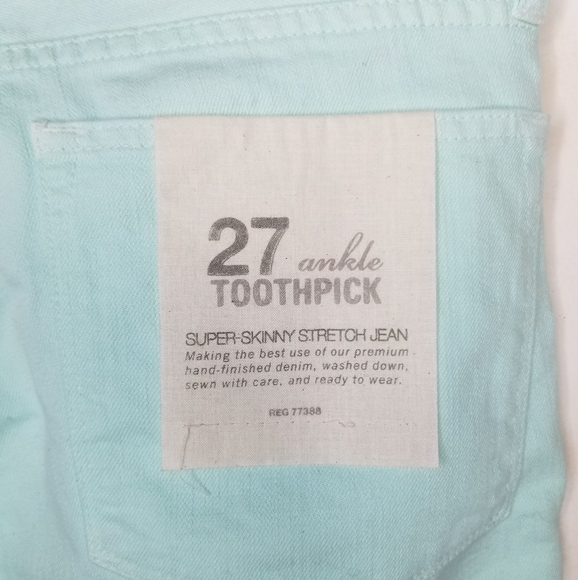 27 ankle
TOOTHPICK
SUPER-SKINNY STRETCH JEAN
Making the best use of our premium
hand-finished denim, washed down,
sewn with care, and ready to wear.
REG 77388